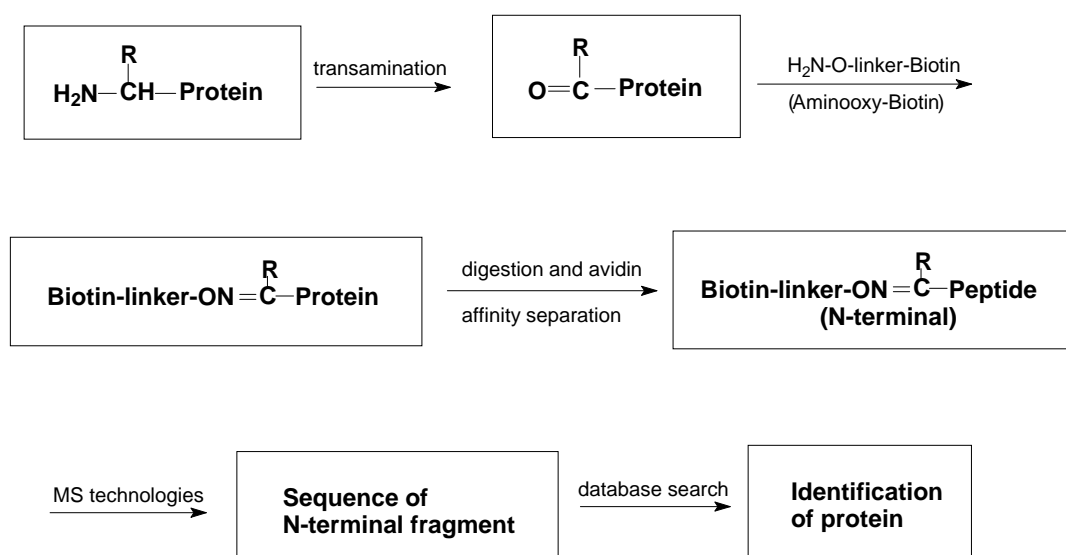 R
H₂N—CH—Protein
transamination
R
O=C—Protein
H₂N-O-linker-Biotin
(Aminooxy-Biotin)
R
Biotin-linker-ON=C—Protein
digestion and avidin
affinity separation
R
Biotin-linker-ON=C—Peptide
(N-terminal)
MS technologies
Sequence of
N-terminal fragment
database search
Identification
of protein